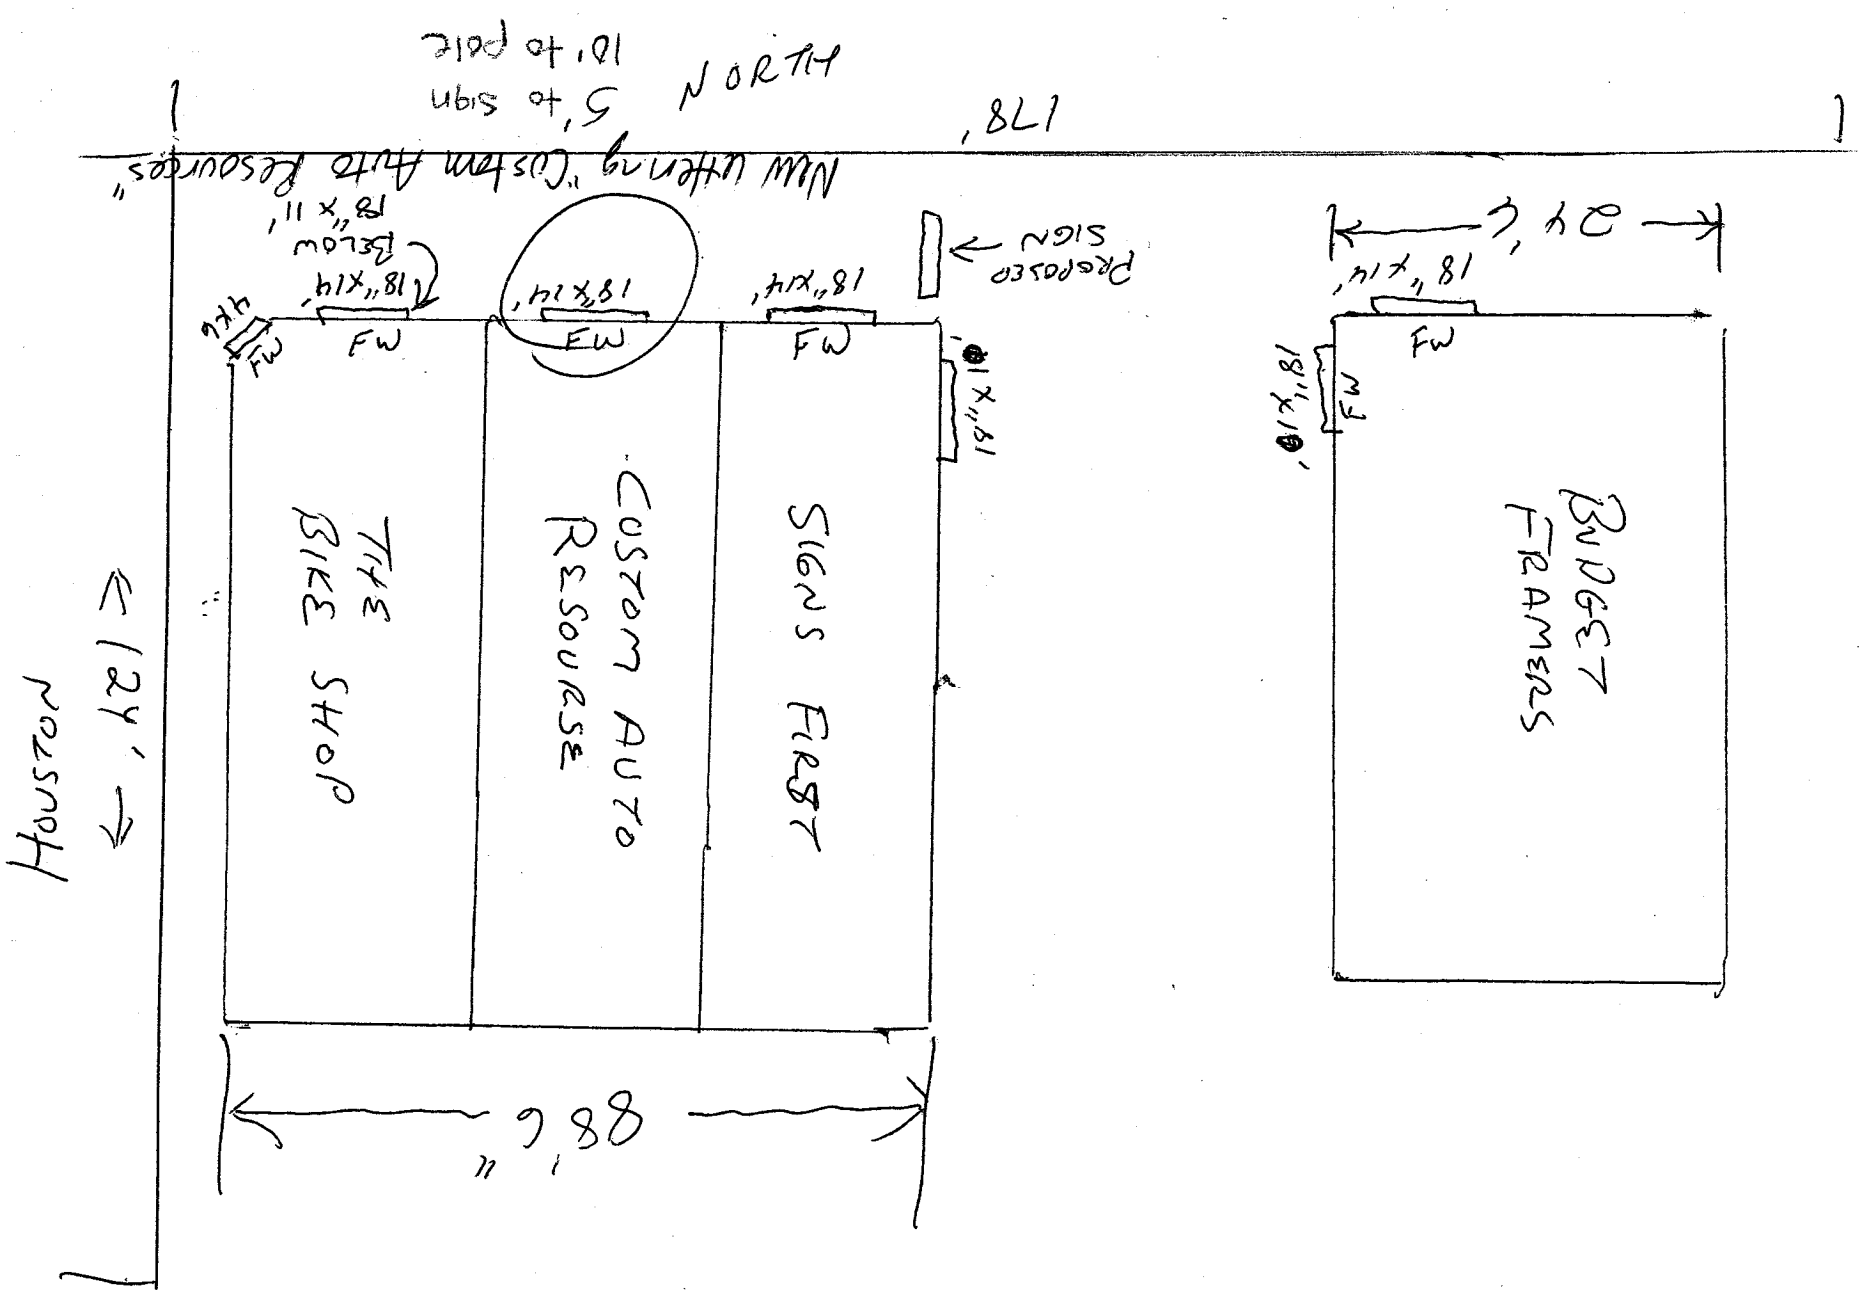 NORTH
10' to pole
5' to sign
178'
New lettering "Custom Auto Resources"
4X6
FW
18"x14'
BELOW
18"x11'
FW
18"x14'
FW
18"x14'
FW
PROPOSED
SIGN
24'6
18"x14'
FW
18"x10'
18"x10'
FW
THE
BIKE SHOP
CUSTOM AUTO
RESOURSE
SIGNS FIRST
BUDGET
FRAMERS
HOUSTON
124'
88'6"